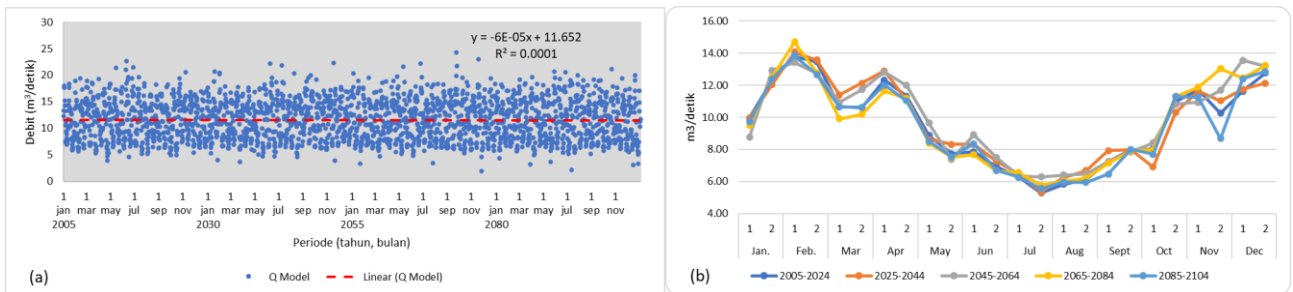 30
25
20
15
10
5
0
Debit (m³/detik)
y = -6E-05x + 11.652
R² = 0.0001
1 1 1 1 1 1 1 1 1 1 1 1 1 1 1 1 1 1 1 1 1 1 1 1
jan mar may jul sep nov jan mar may jul sep nov jan mar may jul sep nov jan mar may jul sep nov
2005 2030 2055 2080
Periode (tahun, bulan)
(a)
Q Model Linear (Q Model)
16.00
14.00
12.00
10.00
8.00
6.00
4.00
m3/detik
1 2 1 2 1 2 1 2 1 2 1 2 1 2 1 2 1 2 1 2 1 2 1 2
Jan. Feb. Mar Apr May Jun Jul Aug Sept Oct Nov Dec
(b)
2005-2024 2025-2044 2045-2064 2065-2084 2085-2104